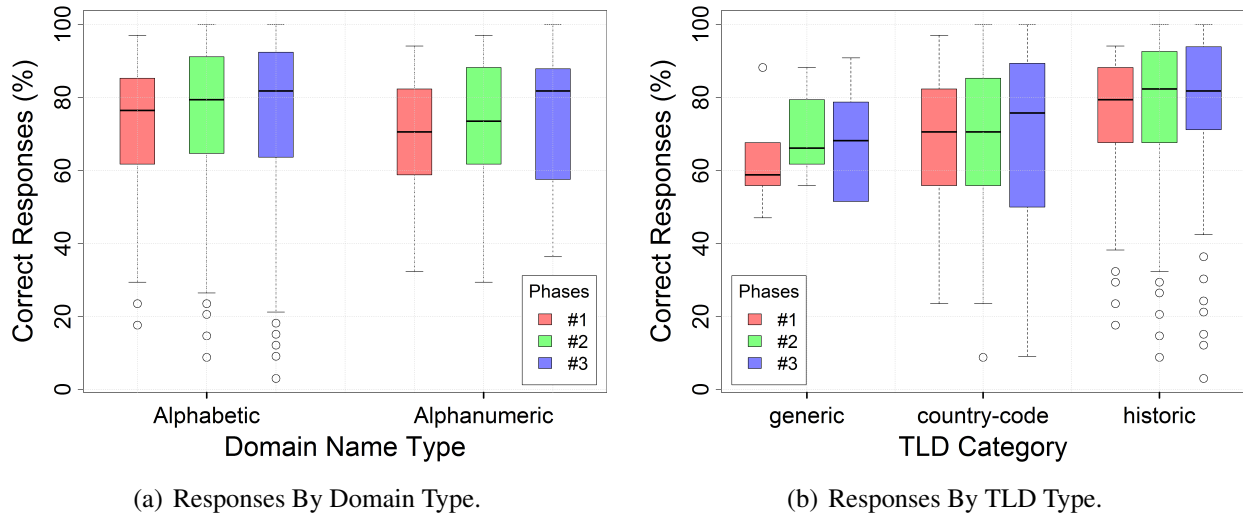 Correct Responses (%)
100
80
60
40
20
0
Phases
#1
#2
#3
Alphabetic
Alphanumeric
Domain Name Type
(a) Responses By Domain Type.
Correct Responses (%)
100
80
60
40
20
0
Phases
#1
#2
#3
generic
country-code
historic
TLD Category
(b) Responses By TLD Type.